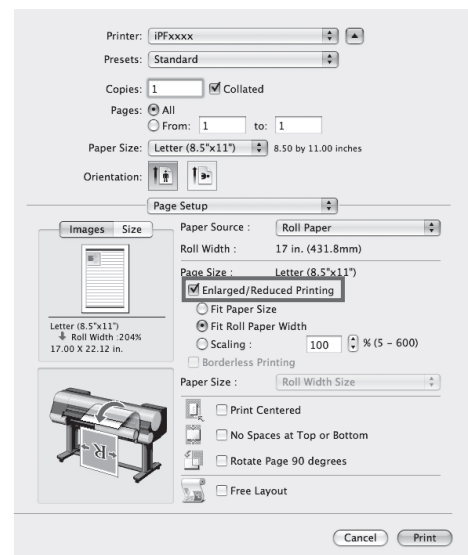 Printer: iPFxxxx
Presets: Standard
Copies: 1 Collated
Pages: All
From: 1 to: 1
Paper Size: Letter (8.5"x11") 8.50 by 11.00 inches
Orientation:
Page Setup
Images Size
Paper Source : Roll Paper
Roll Width : 17 in. (431.8mm)
Page Size : Letter (8.5"x11")
Enlarged/Reduced Printing
Fit Paper Size
Fit Roll Paper Width
Scaling : 100 % (5 - 600)
Borderless Printing
Paper Size : Roll Width Size
Letter (8.5"x11")
Roll Width :204%
17.00 X 22.12 in.
R
Print Centered
No Spaces at Top or Bottom
Rotate Page 90 degrees
Free Layout
Cancel Print